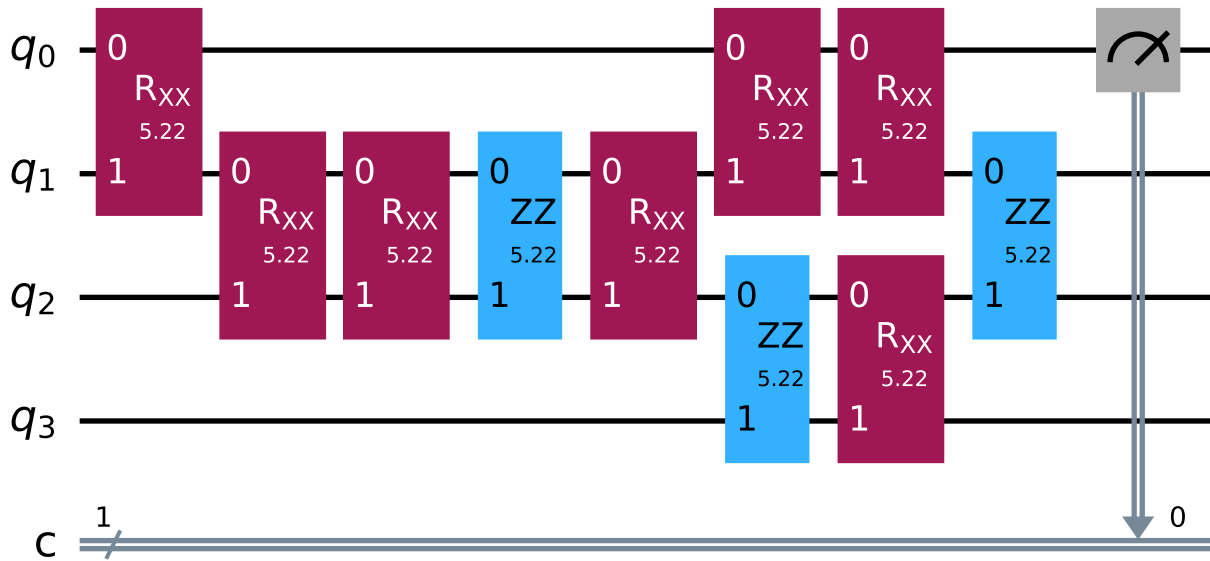 q0 0 RXX 5.22 1 0 RXX 5.22 1 0 RXX 5.22 1
q1 0 RXX 5.22 1 0 RXX 5.22 1 0 ZZ 5.22 1 0 RXX 5.22 1 0 ZZ 5.22 1
q2 0 ZZ 5.22 1 0 RXX 5.22 1
q3
c 1 0